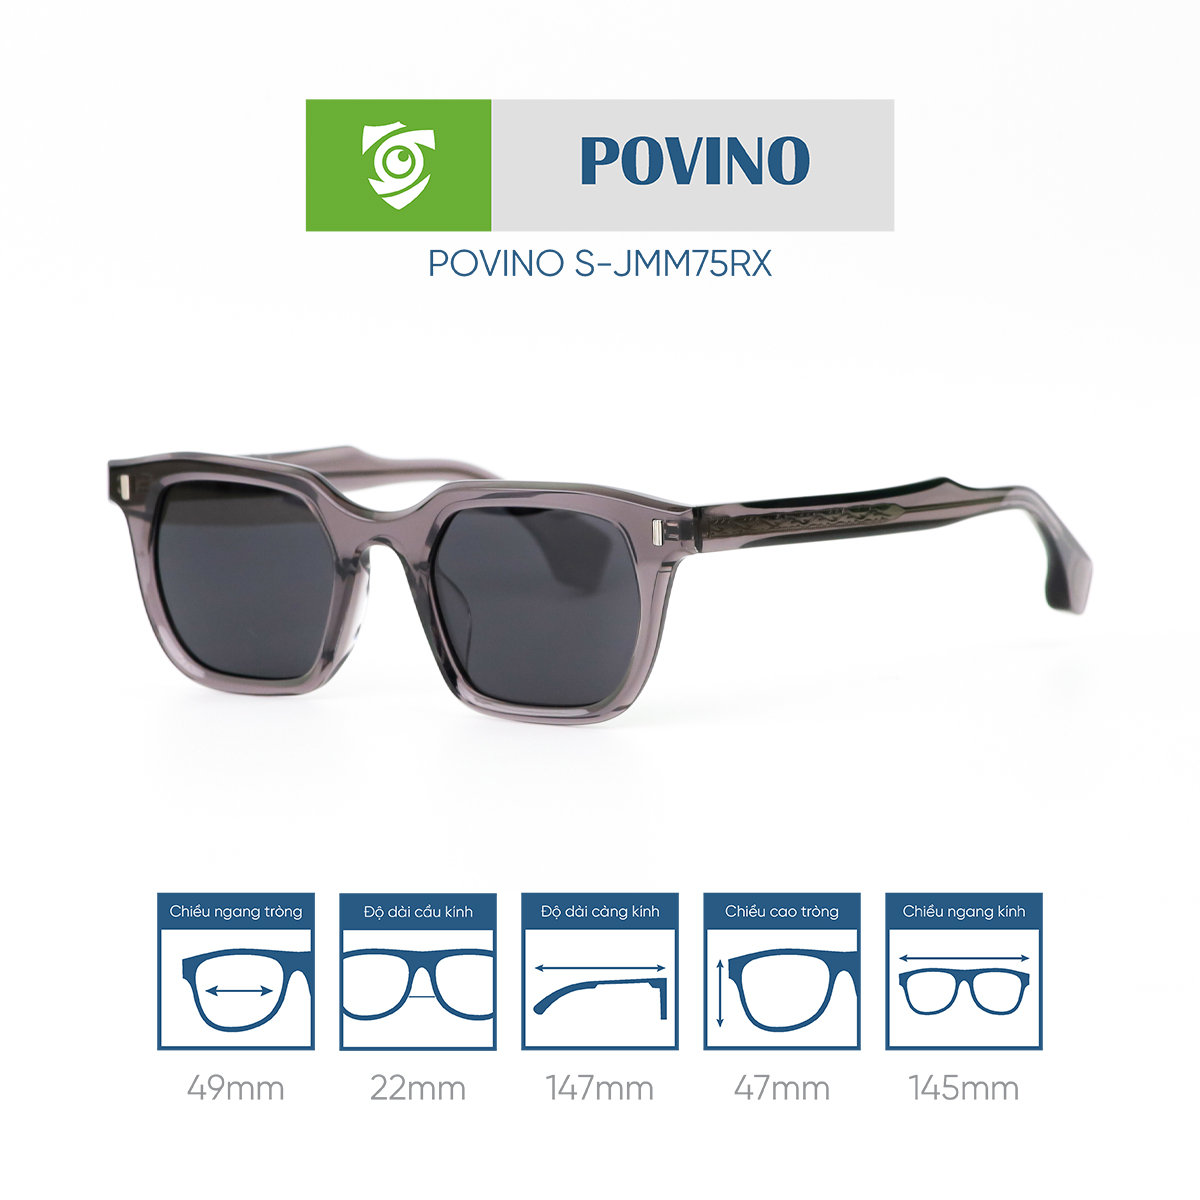 POVINO
POVINO S-JMM75RX
Chiều ngang tròng
Độ dài cầu kính
Độ dài càng kính
Chiều cao tròng
Chiều ngang kính
49mm
22mm
147mm
47mm
145mm